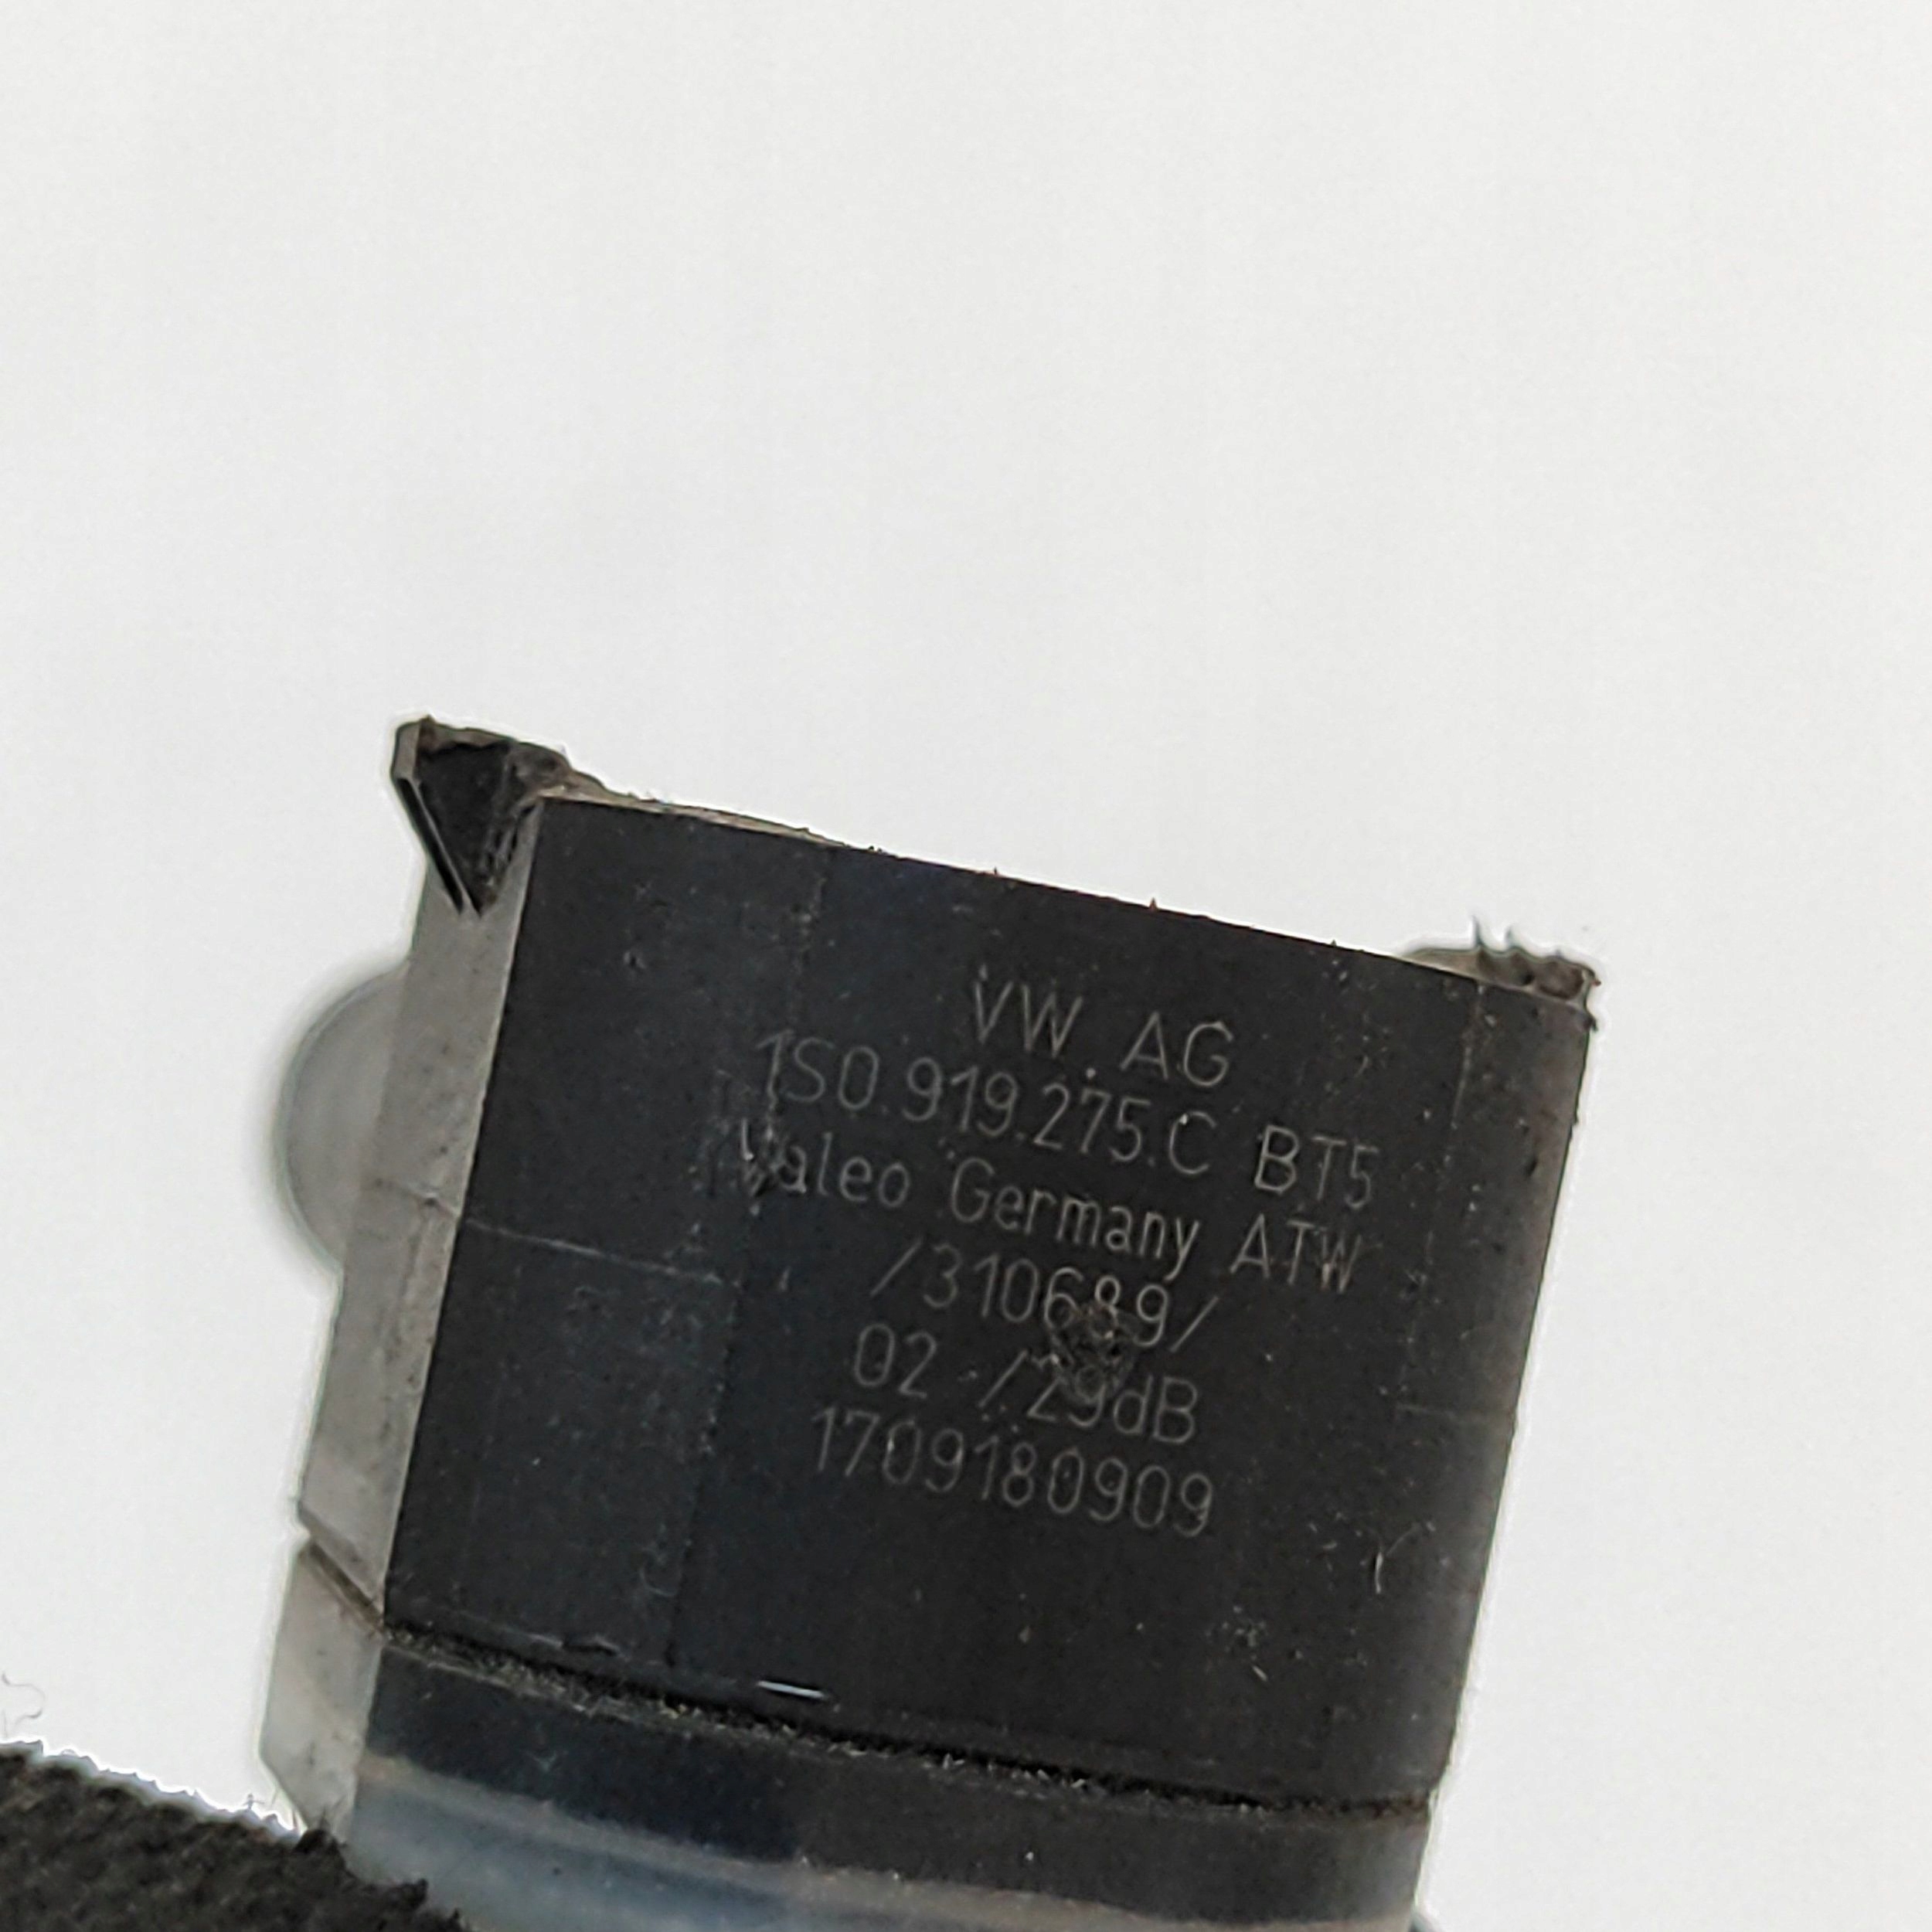 VW AG
1S0.919.275.C BT5
Valeo Germany ATW
/310689/
02 /29dB
1709180909